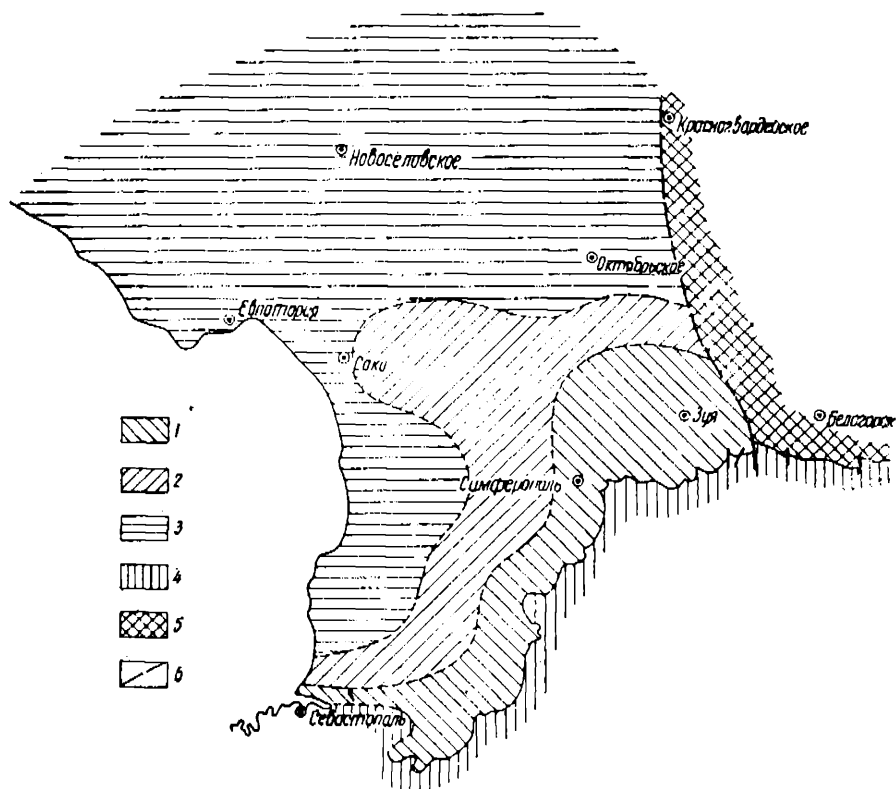 Красногвардейское
Новоселовское
Октябрьское
Евпатория
Саки
Зуя
Белогорск
Симферополь
Севастополь
1
2
3
4
5
6